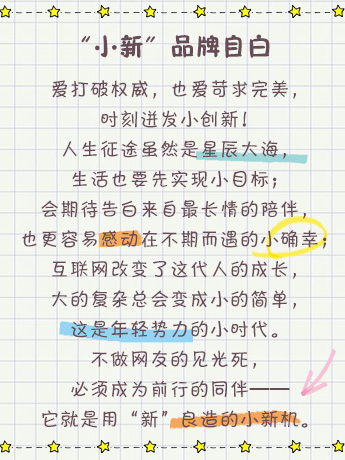 “小新”品牌自白
爱打破权威，也爱苛求完美，
时刻迸发小创新！
人生征途虽然是星辰大海，
生活也要先实现小目标；
会期待告白来自最长情的陪伴，
也更容易感动在不期而遇的小确幸；
互联网改变了这代人的成长，
大的复杂总会变成小的简单，
这是年轻势力的小时代。
不做网友的见光死，
必须成为前行的同伴——
它就是用“新”良造的小新机。